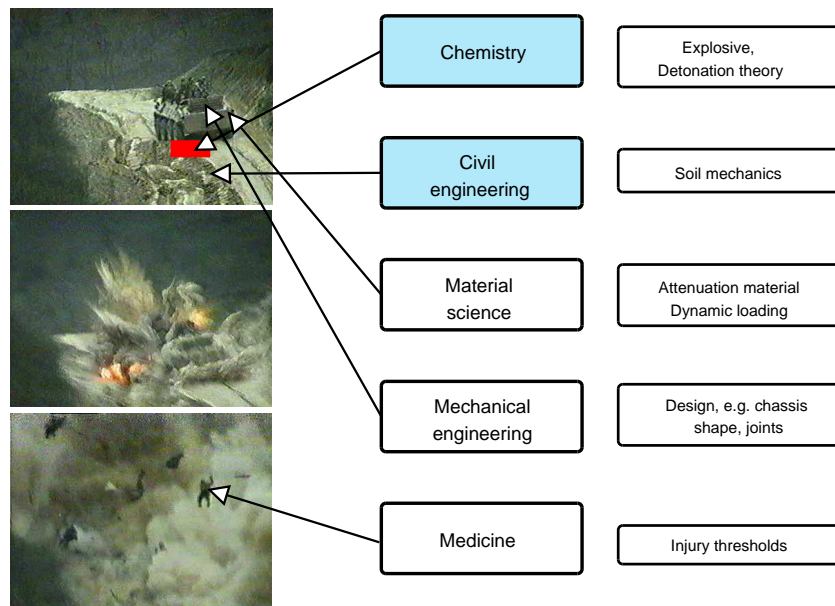 Chemistry
Explosive,
Detonation theory
Civil
engineering
Soil mechanics
Material
science
Attenuation material
Dynamic loading
Mechanical
engineering
Design, e.g. chassis
shape, joints
Medicine
Injury thresholds